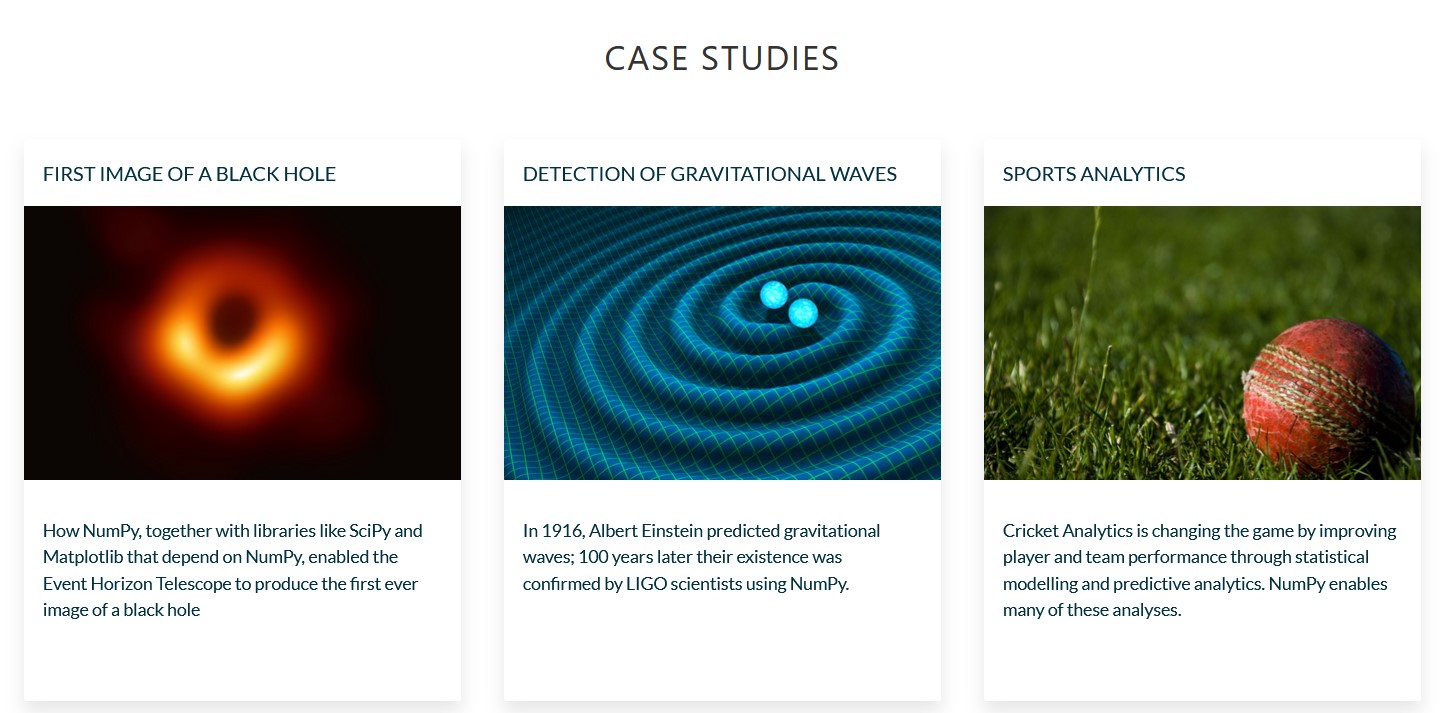 CASE STUDIES
FIRST IMAGE OF A BLACK HOLE
How NumPy, together with libraries like SciPy and
Matplotlib that depend on NumPy, enabled the
Event Horizon Telescope to produce the first ever
image of a black hole
DETECTION OF GRAVITATIONAL WAVES
In 1916, Albert Einstein predicted gravitational
waves; 100 years later their existence was
confirmed by LIGO scientists using NumPy.
SPORTS ANALYTICS
Cricket Analytics is changing the game by improving
player and team performance through statistical
modelling and predictive analytics. NumPy enables
many of these analyses.